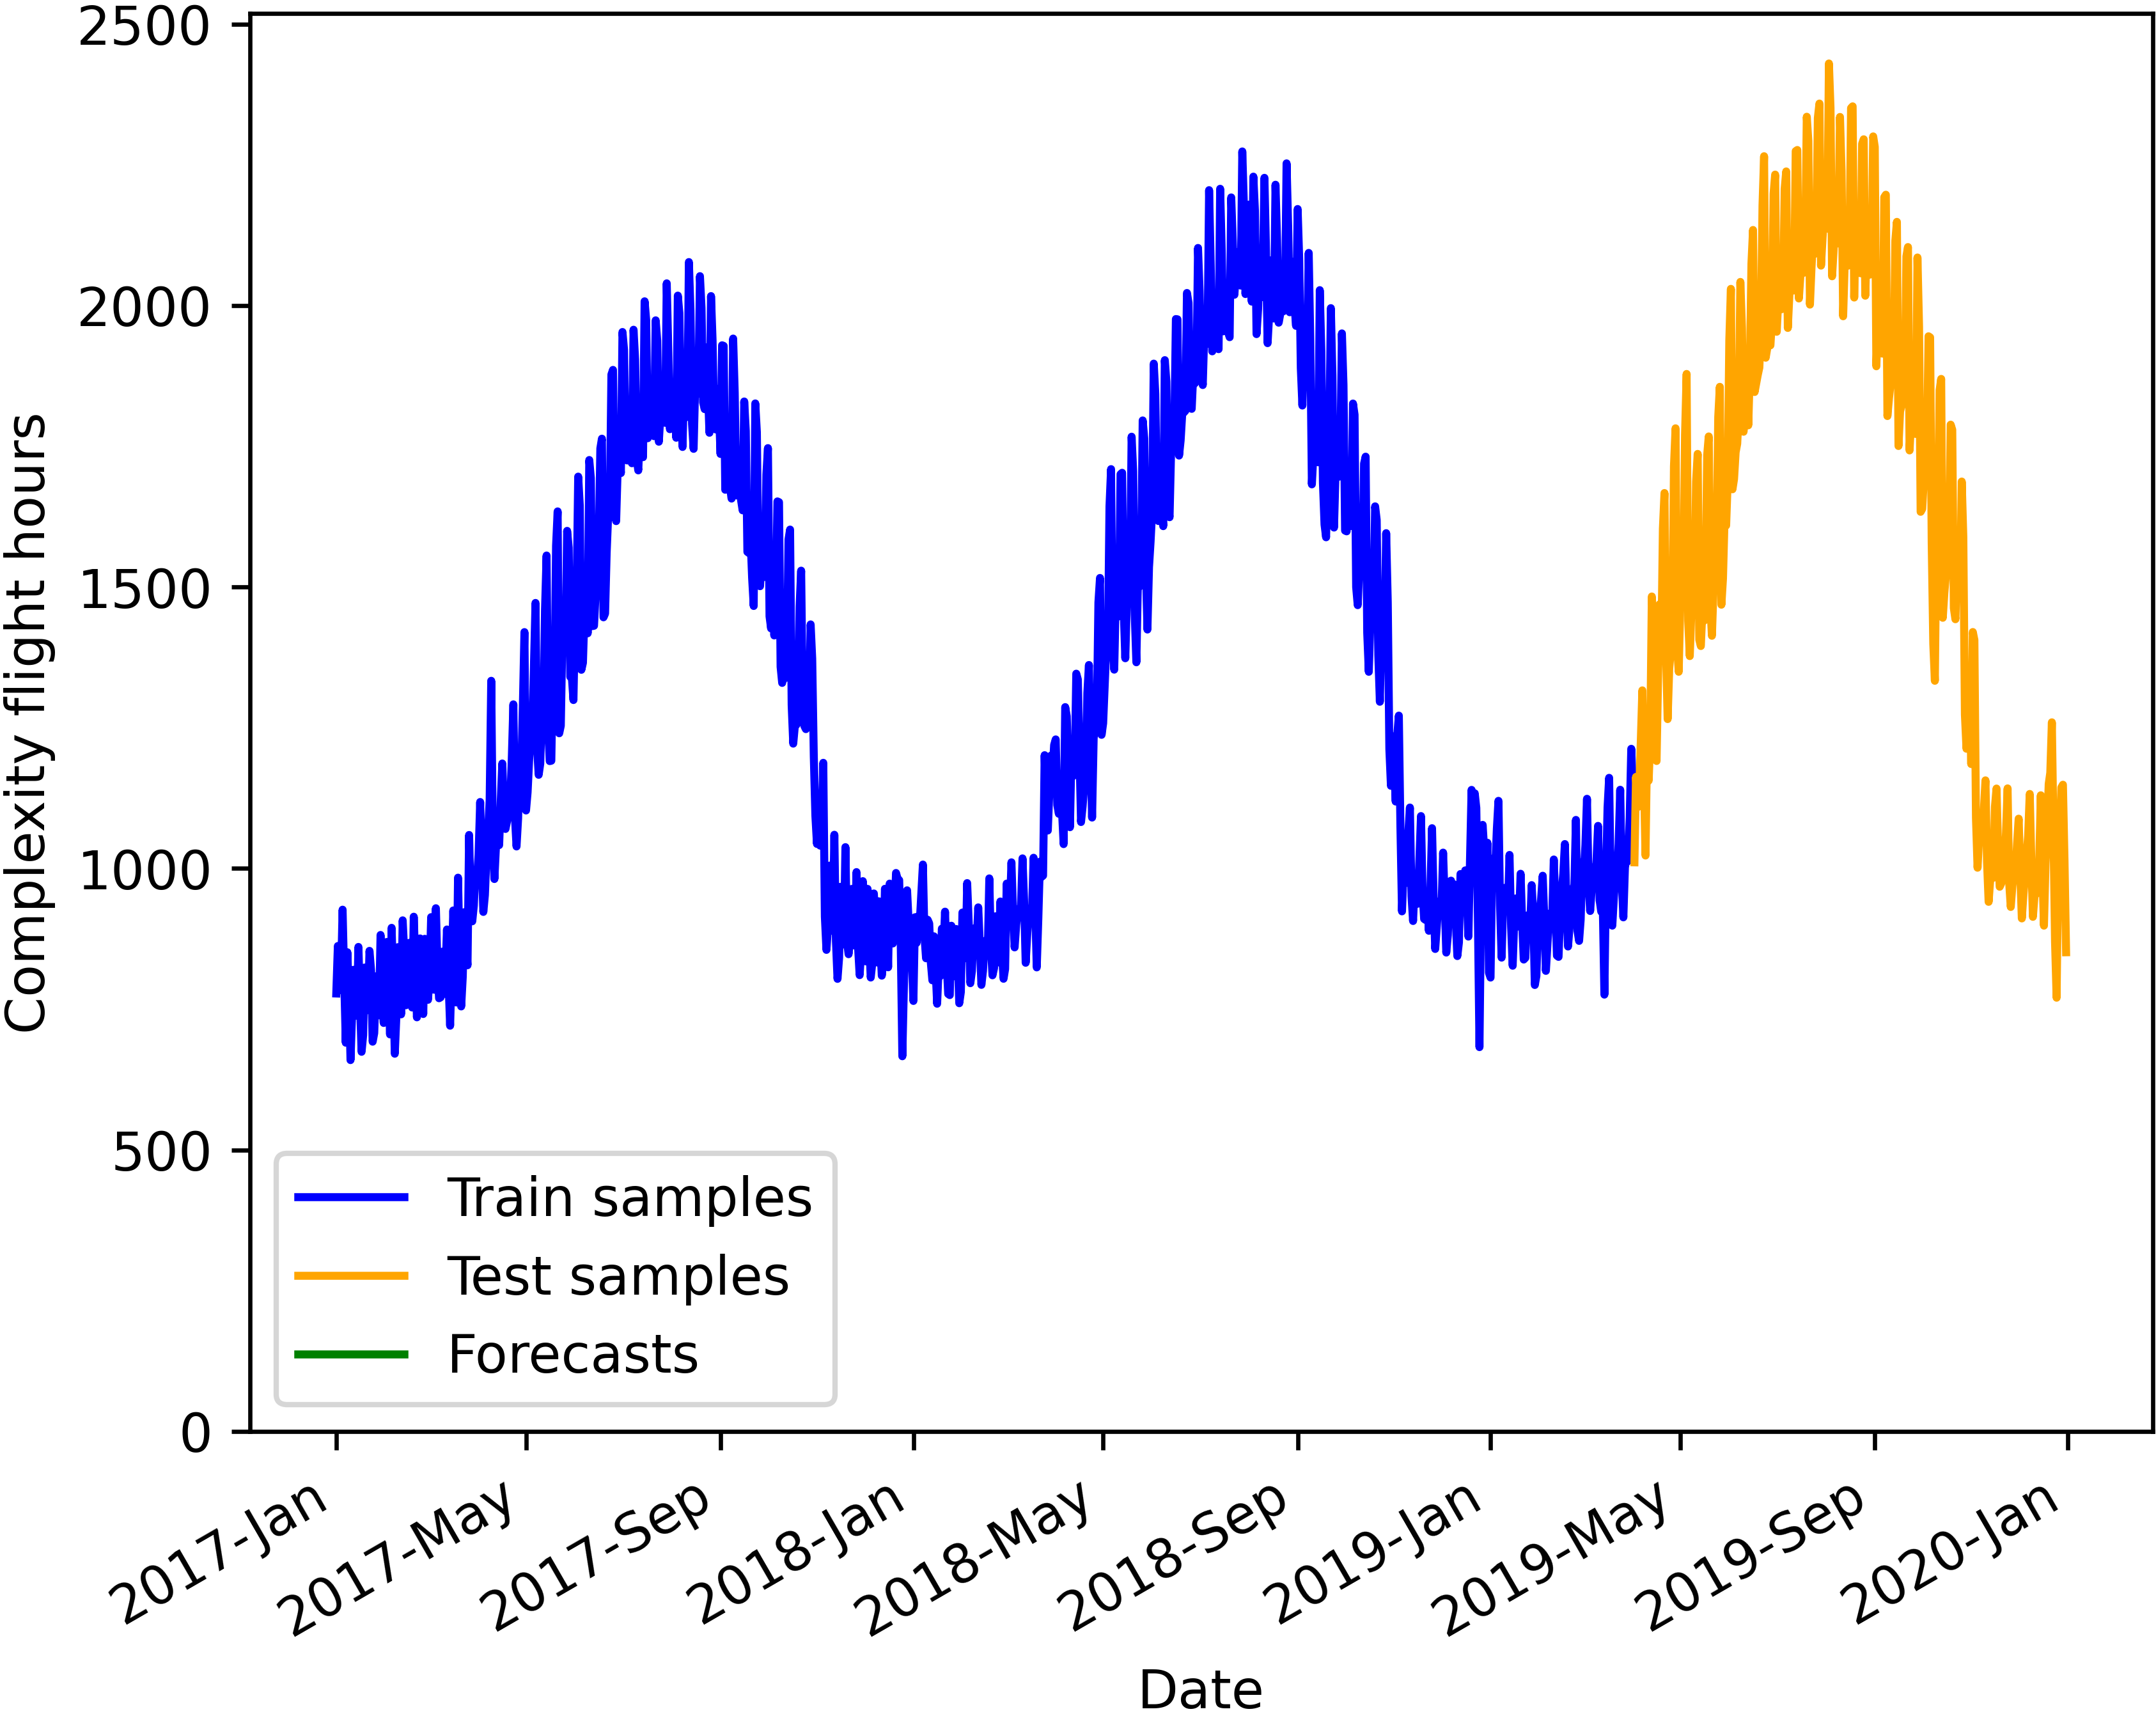 2500
2000
1500
1000
500
0
Complexity flight hours
Train samples
Test samples
Forecasts
2017-Jan
2017-May
2017-Sep
2018-Jan
2018-May
2018-Sep
2019-Jan
2019-May
2019-Sep
2020-Jan
Date